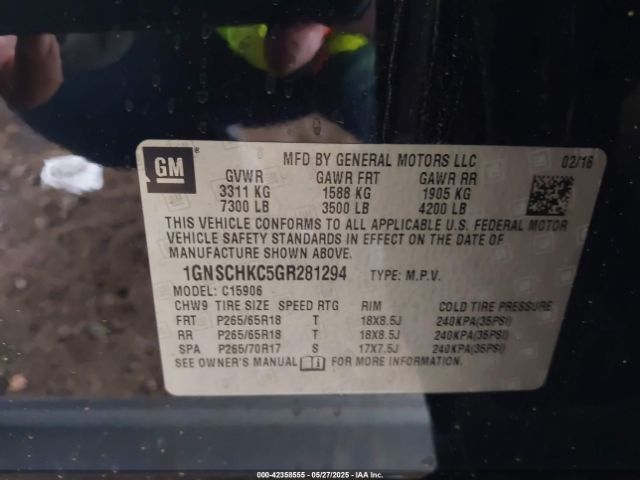 GM
MFD BY GENERAL MOTORS LLC 02/16
GVWR GAWR FRT GAWR RR
3311 KG 1588 KG 1905 KG
7300 LB 3500 LB 4200 LB
THIS VEHICLE CONFORMS TO ALL APPLICABLE U.S. FEDERAL MOTOR
VEHICLE SAFETY STANDARDS IN EFFECT ON THE DATE OF
MANUFACTURE SHOWN ABOVE.
1GNSCHKC5GR281294 TYPE: M.P.V.
MODEL: C15906
CHW9 TIRE SIZE SPEED RTG RIM COLD TIRE PRESSURE
FRT P265/65R18 T 18X8.5J 240KPA(35PSI)
RR P265/65R18 T 18X8.5J 240KPA(35PSI)
SPA P265/70R17 S 17X7.5J 240KPA(35PSI)
SEE OWNER'S MANUAL FOR MORE INFORMATION.
000-42358555 - 05/27/2025 - IAA Inc.